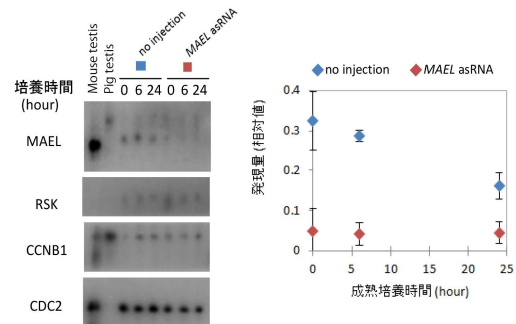 Mouse testis
Pig testis
no injection
MAEL asRNA
培養時間
(hour)
0 6 24 0 6 24
MAEL
RSK
CCNB1
CDC2
no injection MAEL asRNA
発現量(相対値)
0.4
0.3
0.2
0.1
0
0 5 10 15 20 25
成熟培養時間 (hour)